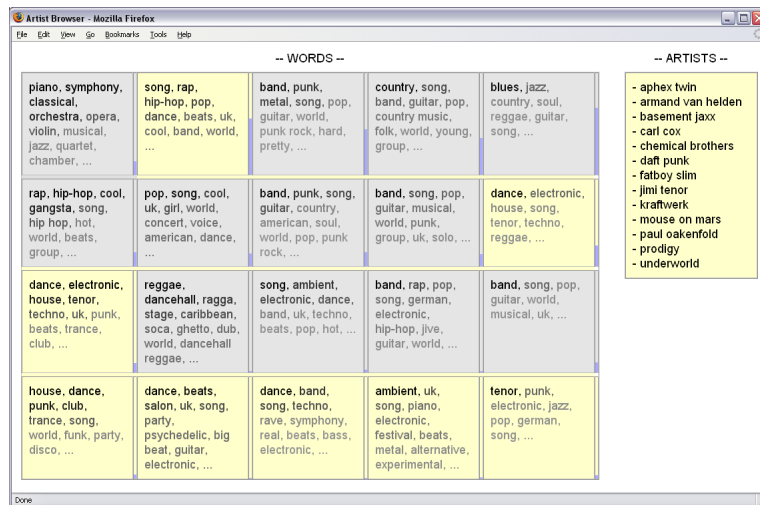 Artist Browser - Mozilla Firefox
File Edit View Go Bookmarks Tools Help
-- WORDS --
piano, symphony,
classical,
orchestra, opera,
violin, musical,
jazz, quartet,
chamber, ...
song, rap,
hip-hop, pop,
dance, beats, uk,
cool, band, world,
...
band, punk,
metal, song, pop,
guitar, world,
punk rock, hard,
pretty, ...
country, song,
band, guitar, pop,
country music,
folk, world, young,
group, ...
blues, jazz,
country, soul,
reggae, guitar,
song, ...
rap, hip-hop, cool,
gangsta, song,
hip hop, hot,
world, beats,
group, ...
pop, song, cool,
uk, girl, world,
concert, voice,
american, dance,
...
band, punk, song,
guitar, country,
american, soul,
world, pop, punk
rock, ...
band, song, pop,
guitar, musical,
world, punk,
group, uk, solo, ...
dance, electronic,
house, song,
tenor, techno,
reggae, ...
dance, electronic,
house, tenor,
techno, uk, punk,
beats, trance,
club, ...
reggae,
dancehall, ragga,
stage, caribbean,
soca, ghetto, dub,
world, dancehall
reggae, ...
song, ambient,
electronic, dance,
band, uk, techno,
beats, pop, hot, ...
band, rap, pop,
song, german,
electronic,
hip-hop, jive,
guitar, world, ...
band, song, pop,
guitar, world,
musical, uk, ...
house, dance,
punk, club,
trance, song,
world, funk, party,
disco, ...
dance, beats,
salon, uk, song,
party,
psychedelic, big
beat, guitar,
electronic, ...
dance, band,
song, techno,
rave, symphony,
real, beats, bass,
electronic, ...
ambient, uk,
song, piano,
electronic,
festival, beats,
metal, alternative,
experimental, ...
tenor, punk,
electronic, jazz,
pop, german,
song, ...
-- ARTISTS --
- aphex twin
- armand van helden
- basement jaxx
- carl cox
- chemical brothers
- daft punk
- fatboy slim
- jimi tenor
- kraftwerk
- mouse on mars
- paul oakenfold
- prodigy
- underworld
Done